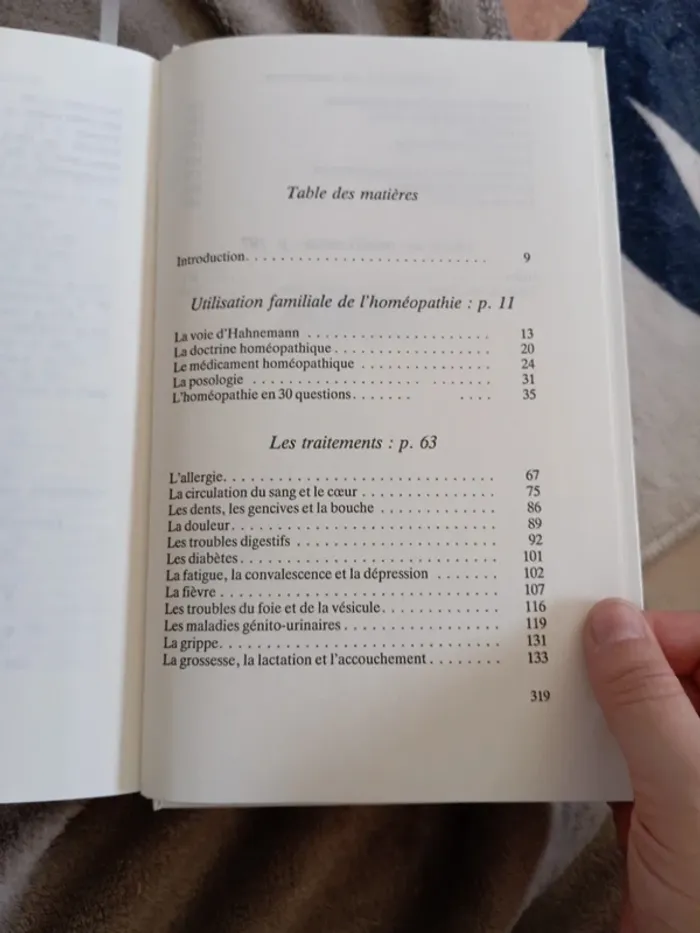 Table des matières
Introduction. . . . . . . . . . . . . . . . . . . . . . . . . . . . 9
Utilisation familiale de l'homéopathie : p. 11
La voie d'Hahnemann . . . . . . . . . . . . . . . . . . . . . 13
La doctrine homéopathique . . . . . . . . . . . . . . . . . . 20
Le médicament homéopathique . . . . . . . . . . . . . . . 24
La posologie . . . . . . . . . . . . . . . . . . . . . . . . . 31
L'homéopathie en 30 questions . . . . . . . . . . . 35
Les traitements : p. 63
L'allergie. . . . . . . . . . . . . . . . . . . . . . . . . . . . . 67
La circulation du sang et le cœur . . . . . . . . . . . . . . . 75
Les dents, les gencives et la bouche . . . . . . . . . . . . . 86
La douleur. . . . . . . . . . . . . . . . . . . . . . . . . . . . 89
Les troubles digestifs . . . . . . . . . . . . . . . . . . . . . . 92
Les diabètes. . . . . . . . . . . . . . . . . . . . . . . . . . . 101
La fatigue, la convalescence et la dépression . . . . . . . 102
La fièvre . . . . . . . . . . . . . . . . . . . . . . . . . . . . . 107
Les troubles du foie et de la vésicule. . . . . . . . . . . . . 116
Les maladies génito-urinaires . . . . . . . . . . . . . . . . . 119
La grippe. . . . . . . . . . . . . . . . . . . . . . . . . . . . . 131
La grossesse, la lactation et l'accouchement . . . . . . . . 133
319